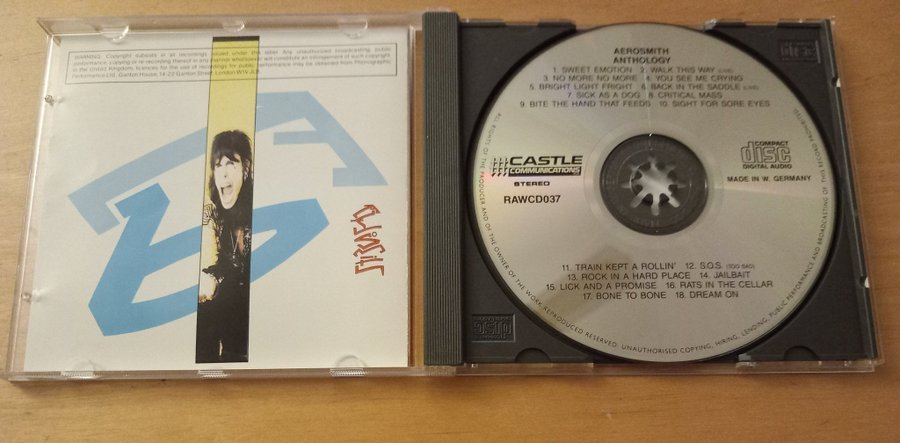 WARNING: Copyright subsists in all recordings issued under this label Any unauthorised broadcasting, public
performance, copying or re-recording thereof in any manner whatsoever will constitute an infringement of such copyright
in the United Kingdom, licences for the use of recordings for public performance may be obtained from Phonographic
Performance Ltd, Ganton House, 14-22 Ganton Street, London W1V 1LB.
AEROSMITH
ANTHOLOGY
1. SWEET EMOTION 2. WALK THIS WAY (LIVE)
3. NO MORE NO MORE 4. YOU SEE ME CRYING
5. BRIGHT LIGHT FRIGHT 6. BACK IN THE SADDLE (LIVE)
7. SICK AS A DOG 8. CRITICAL MASS
9. BITE THE HAND THAT FEEDS 10. SIGHT FOR SORE EYES
CASTLE
COMMUNICATIONS
STEREO
RAWCD037
COMPACT
disc
DIGITAL AUDIO
MADE IN W. GERMANY
11. TRAIN KEPT A ROLLIN' 12. S.O.S. (TOO BAD)
13. ROCK IN A HARD PLACE 14. JAILBAIT
15. LICK AND A PROMISE 16. RATS IN THE CELLAR
17. BONE TO BONE 18. DREAM ON
ALL RIGHTS OF THE PRODUCER AND OF THE OWNER OF THE WORK REPRODUCED RESERVED. UNAUTHORISED COPYING, HIRING, LENDING, PUBLIC PERFORMANCE AND BROADCASTING OF THIS RECORD PROHIBITED.
disc